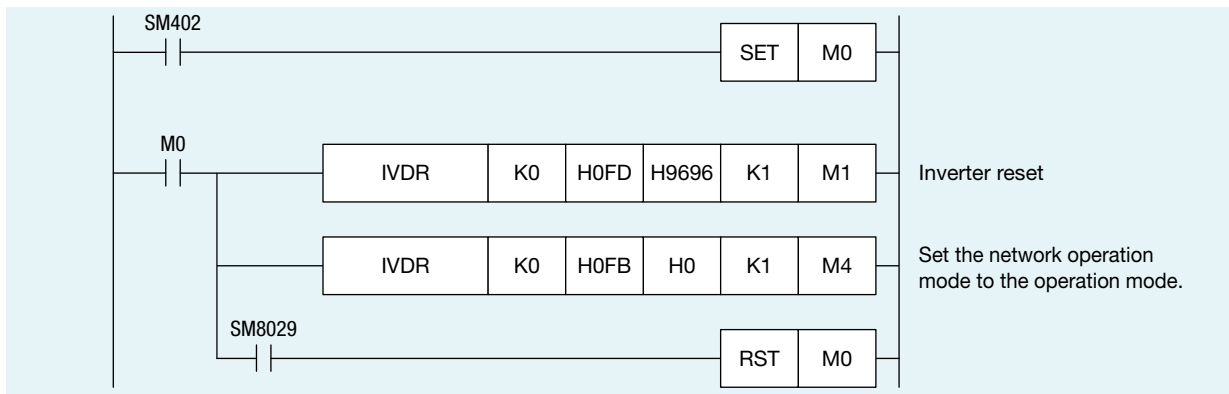 SM402
SET M0
M0
IVDR K0 H0FD H9696 K1 M1 Inverter reset
IVDR K0 H0FB H0 K1 M4 Set the network operation
mode to the operation mode.
SM8029
RST M0